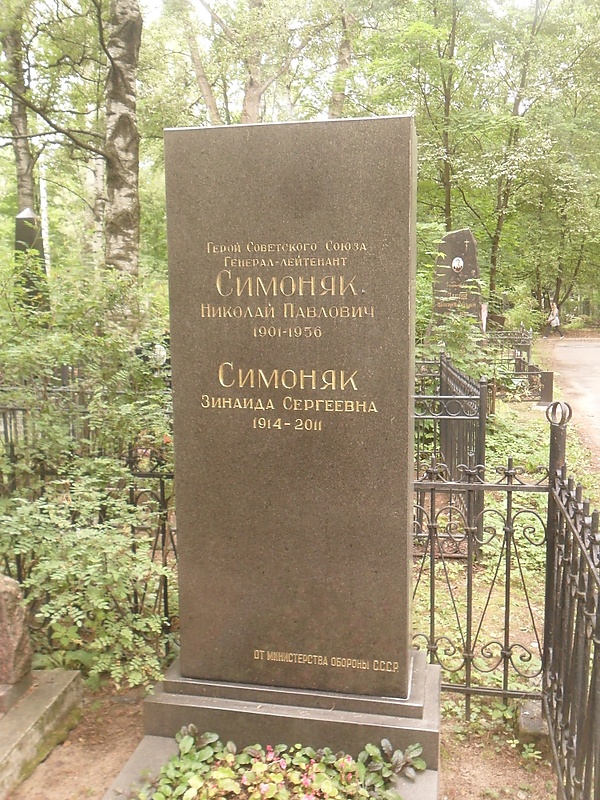 Герой Советского Союза
Генерал-лейтенант
Симоняк
Николай Павлович
1901-1956
Симоняк
Зинаида Сергеевна
1914-2011
От Министерства обороны СССР